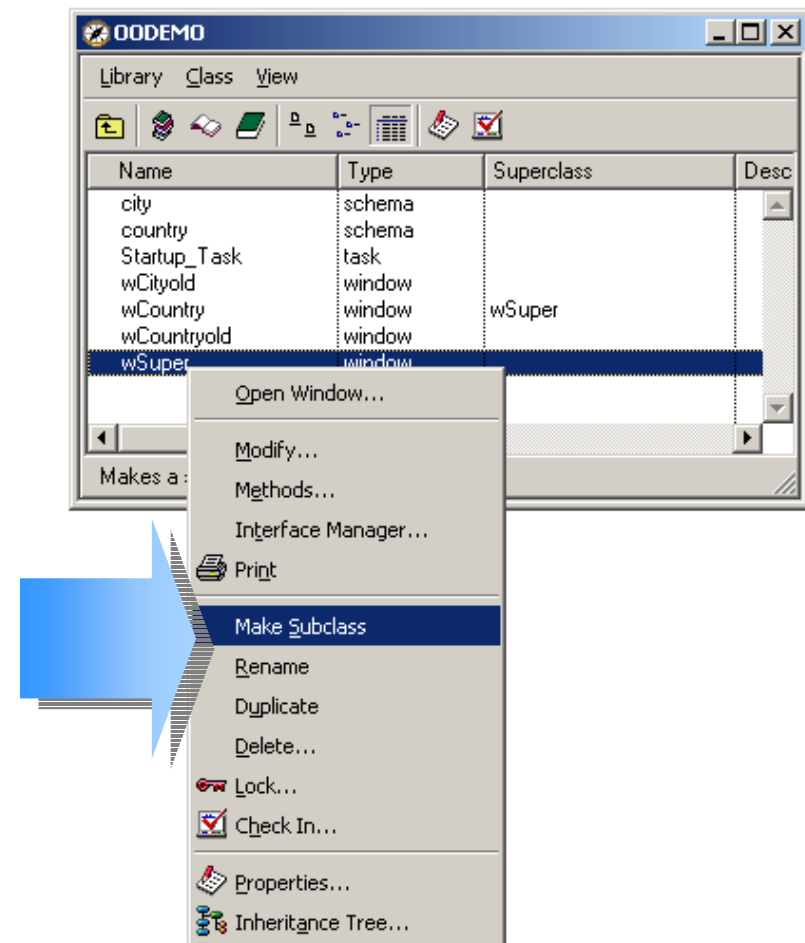 OODEMO
Library Class View
Name Type Superclass Desc
city schema
country schema
Startup_Task task
wCityold window
wCountry window wSuper
wCountryold window
wSuper window
Makes a
Open Window...
Modify...
Methods...
Interface Manager...
Print
Make Subclass
Rename
Duplicate
Delete...
Lock...
Check In...
Properties...
Inheritance Tree...